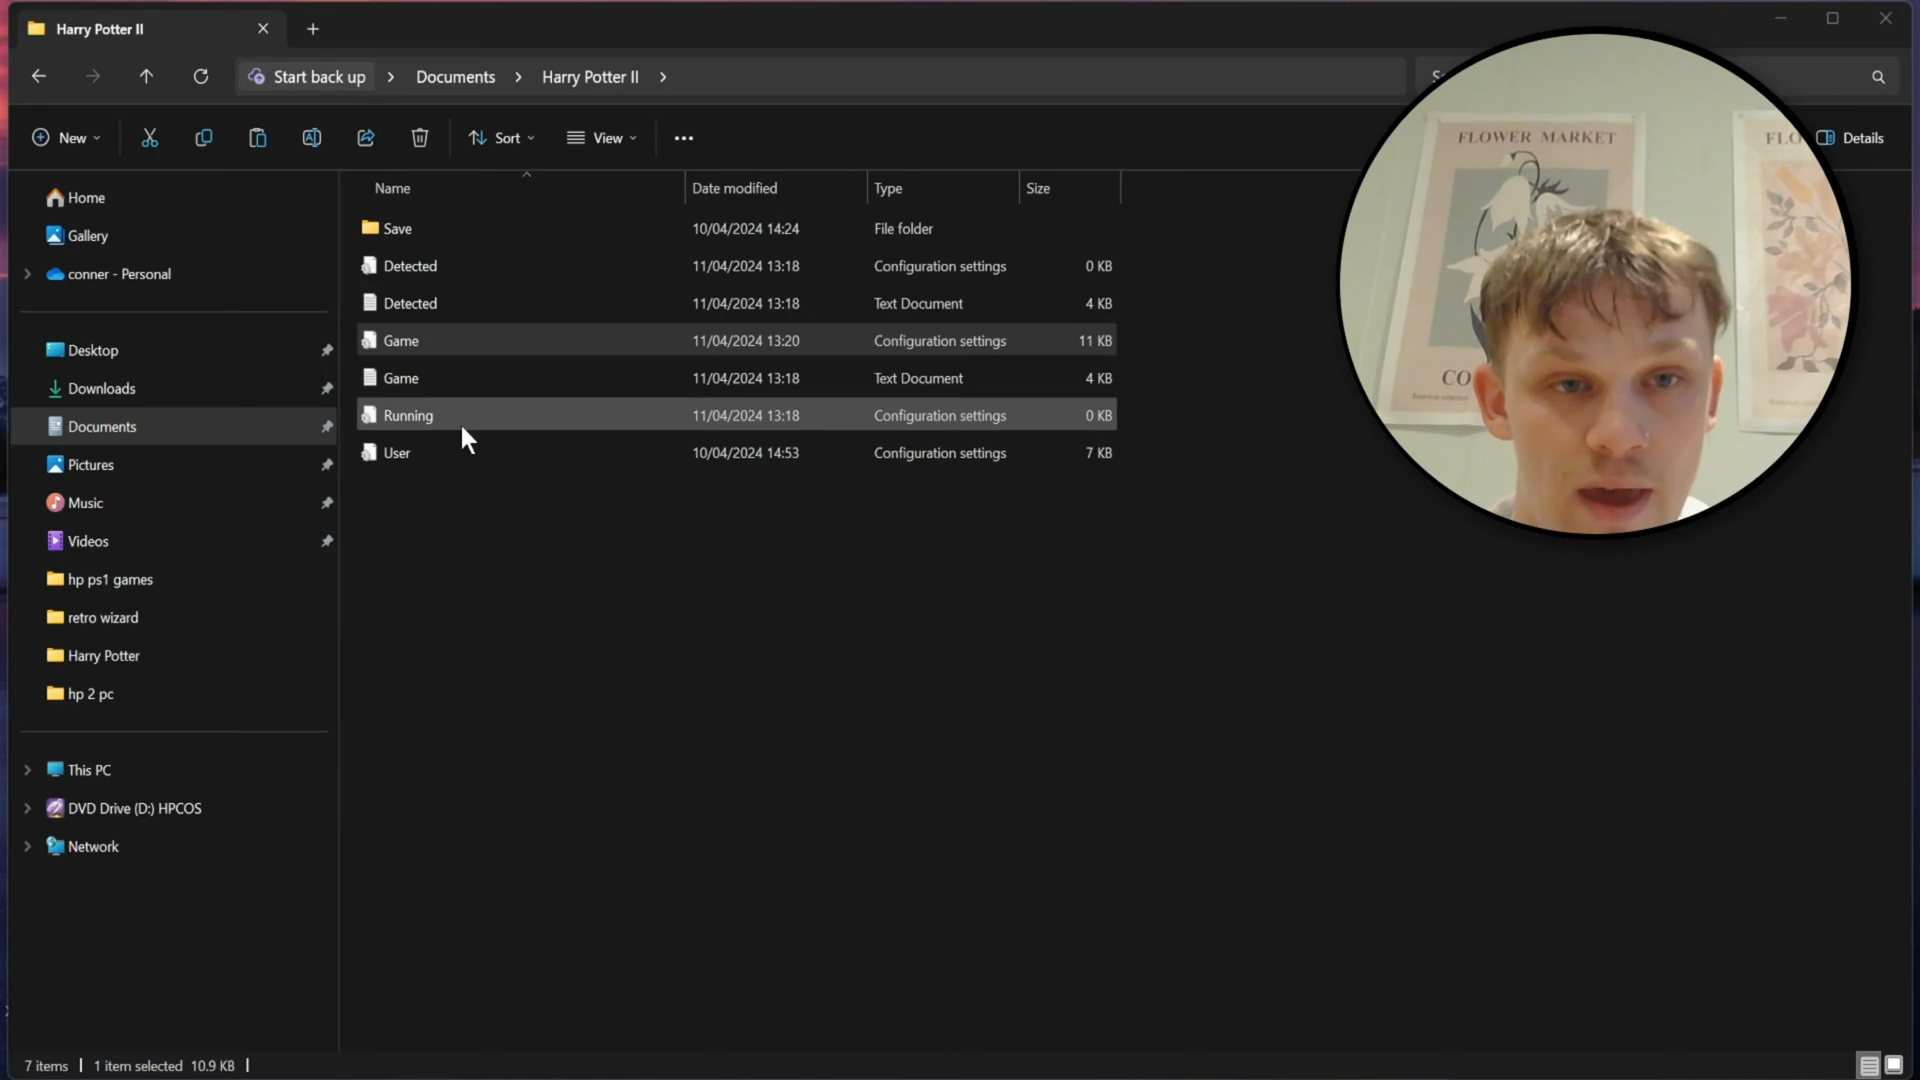 Harry Potter II
Start back up > Documents > Harry Potter II >
New
Sort
View
Details
Name
Date modified
Type
Size
Save 10/04/2024 14:24 File folder
Detected 11/04/2024 13:18 Configuration settings 0 KB
Detected 11/04/2024 13:18 Text Document 4 KB
Game 11/04/2024 13:20 Configuration settings 11 KB
Game 11/04/2024 13:18 Text Document 4 KB
Running 11/04/2024 13:18 Configuration settings 0 KB
User 10/04/2024 14:53 Configuration settings 7 KB
Home
Gallery
conner - Personal
Desktop
Downloads
Documents
Pictures
Music
Videos
hp ps1 games
retro wizard
Harry Potter
hp 2 pc
This PC
DVD Drive (D:) HPCOS
Network
FLOWER MARKET
FLO
CO
7 items
1 item selected 10.9 KB